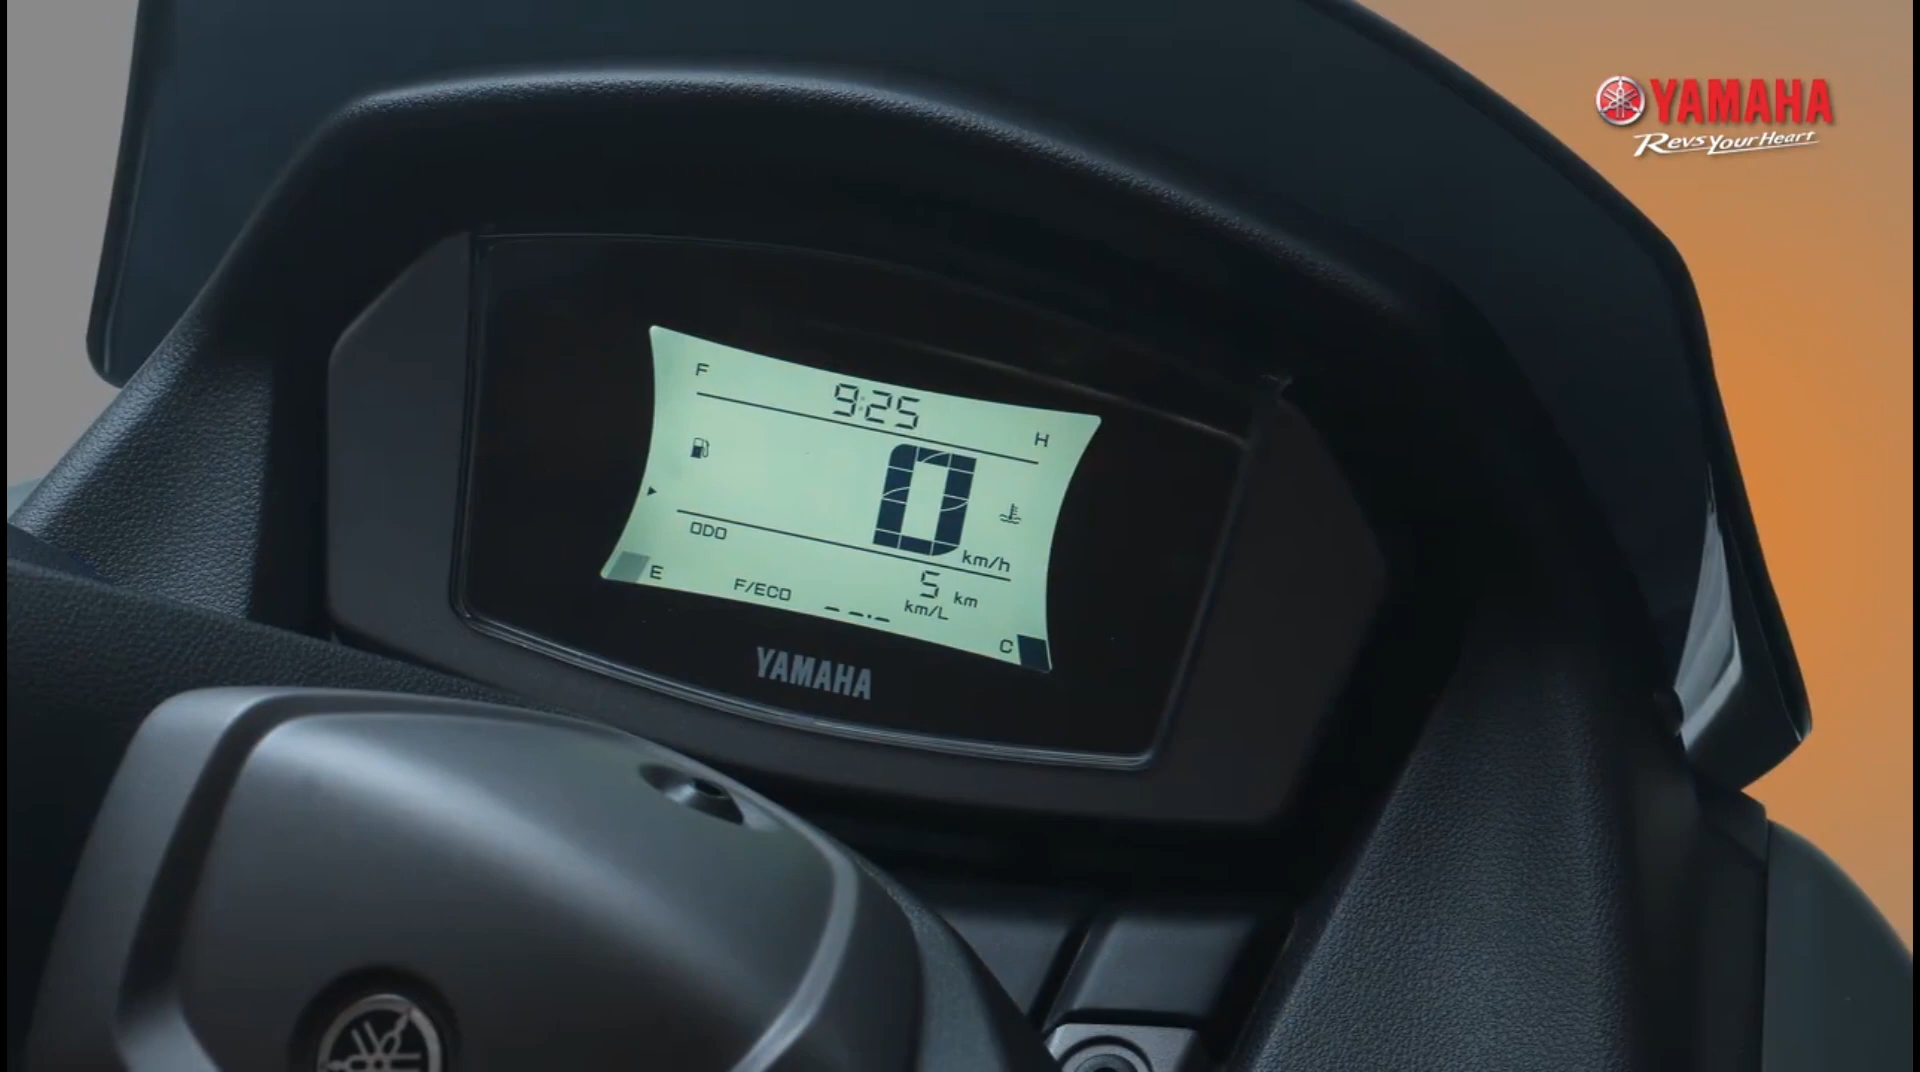 YAMAHA
Revs Your Heart
F
9:25
H
0
km/h
ODO
5 km
E
F/ECO
--.-
km/L
C
YAMAHA